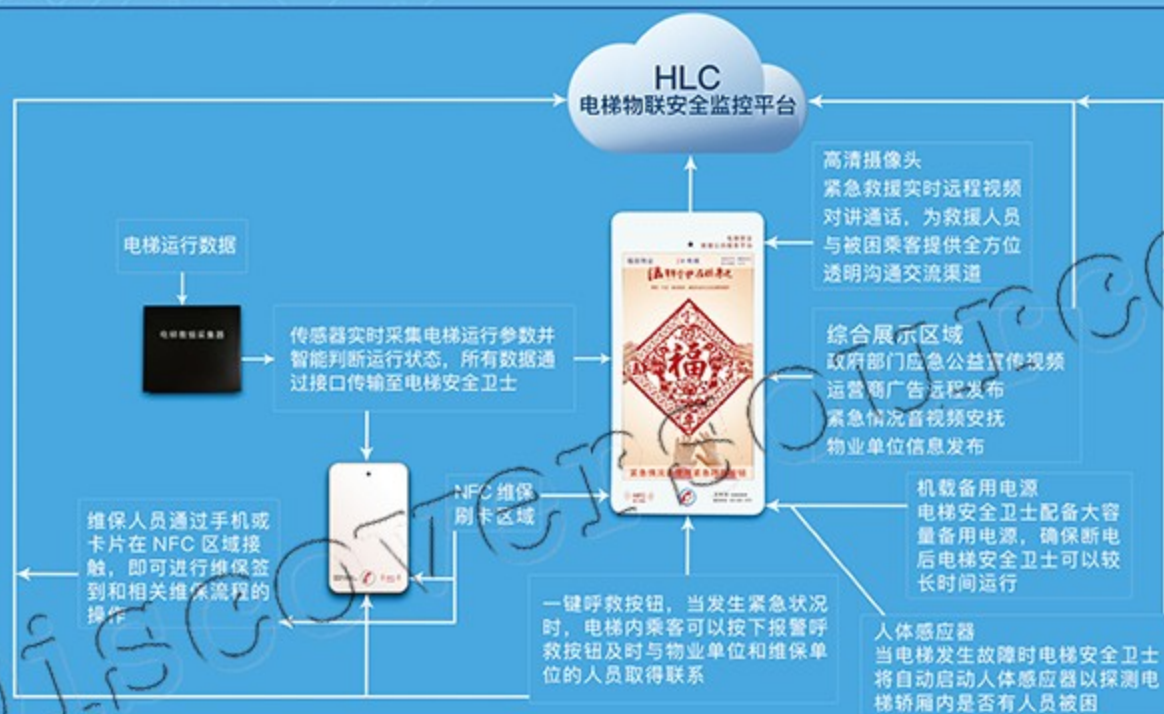 HLC
电梯物联安全监控平台
高清摄像头
紧急救援实时远程视频
对讲通话，为救援人员
与被困乘客提供全方位
透明沟通交流渠道
电梯运行数据
电梯数据采集器
传感器实时采集电梯运行参数并
智能判断运行状态，所有数据通
过接口传输至电梯安全卫士
福
综合展示区域
政府部门应急公益宣传视频
运营商广告远程发布
紧急情况音视频安抚
物业单位信息发布
NFC 维保
刷卡区域
机载备用电源
电梯安全卫士配备大容
量备用电源，确保断电
后电梯安全卫士可以较
长时间运行
维保人员通过手机或
卡片在 NFC 区域接
触，即可进行维保签
到和相关维保流程的
操作
一键呼救按钮，当发生紧急状况
时，电梯内乘客可以按下报警呼
救按钮及时与物业单位和维保单
位的人员取得联系
人体感应器
当电梯发生故障时电梯安全卫士
将自动启动人体感应器以探测电
梯轿厢内是否有人员被困